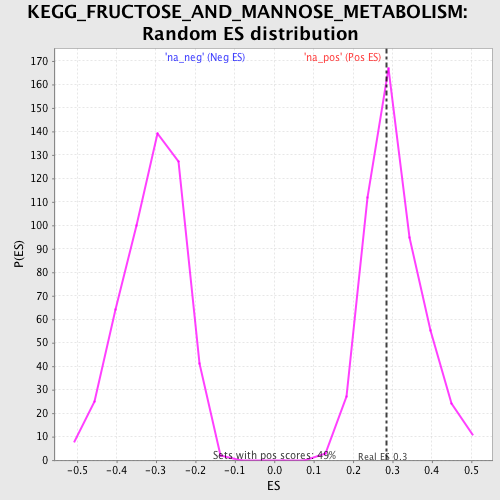 KEGG_FRUCTOSE_AND_MANNOSE_METABOLISM:
Random ES distribution
'na_neg' (Neg ES) 'na_pos' (Pos ES)
170
160
150
140
130
120
110
100
90
80
70
60
50
40
30
20
10
0
P(ES)
Sets with pos scores: 49%
Real ES 0.3
-0.5 -0.4 -0.3 -0.2 -0.1 0.0 0.1 0.2 0.3 0.4 0.5
ES